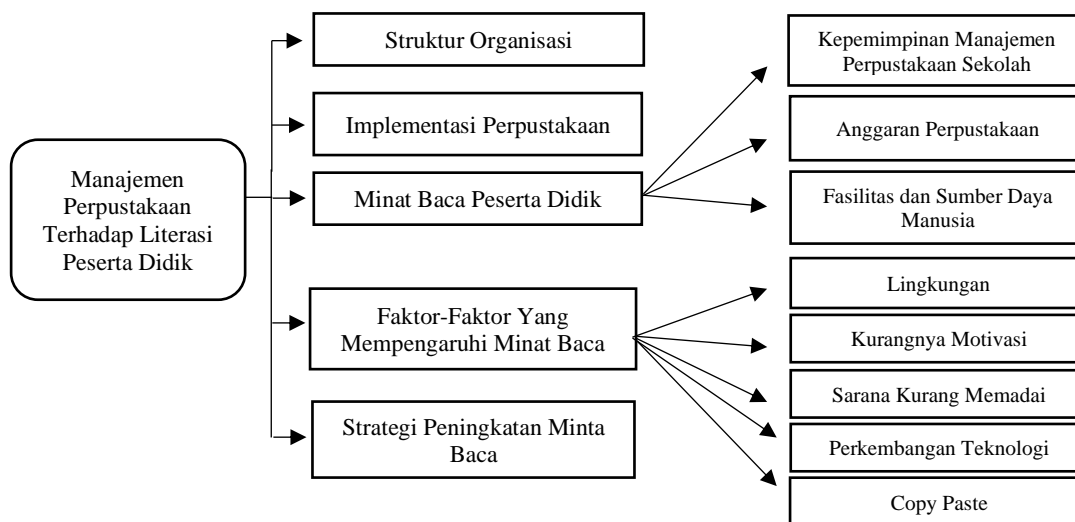 Manajemen
Perpustakaan
Terhadap Literasi
Peserta Didik
Struktur Organisasi
Implementasi Perpustakaan
Minat Baca Peserta Didik
Faktor-Faktor Yang
Mempengaruhi Minat Baca
Strategi Peningkatan Minta
Baca
Kepemimpinan Manajemen
Perpustakaan Sekolah
Anggaran Perpustakaan
Fasilitas dan Sumber Daya
Manusia
Lingkungan
Kurangnya Motivasi
Sarana Kurang Memadai
Perkembangan Teknologi
Copy Paste